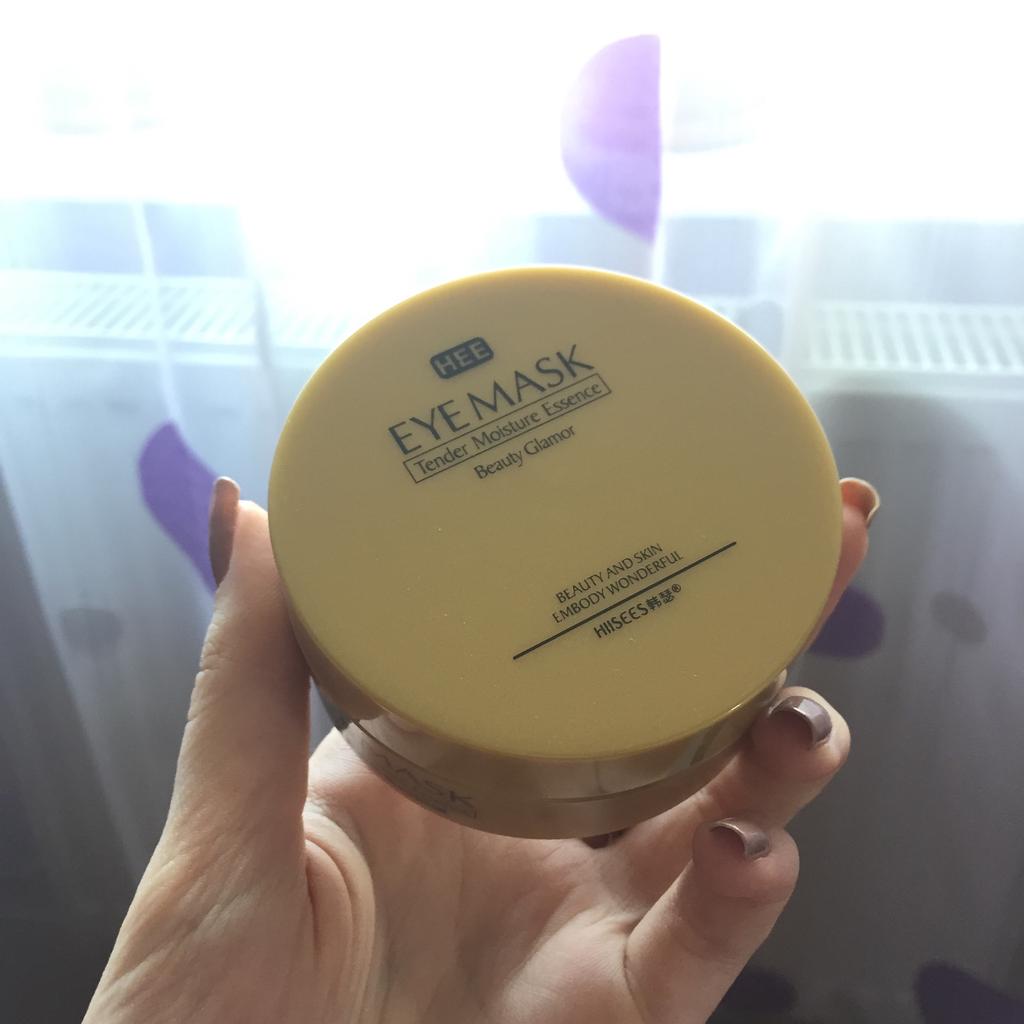 HEE
EYE MASK
Tender Moisture Essence
Beauty Glamor
BEAUTY AND SKIN
EMBODY WONDERFUL
HIISEES韩瑟®
MASK